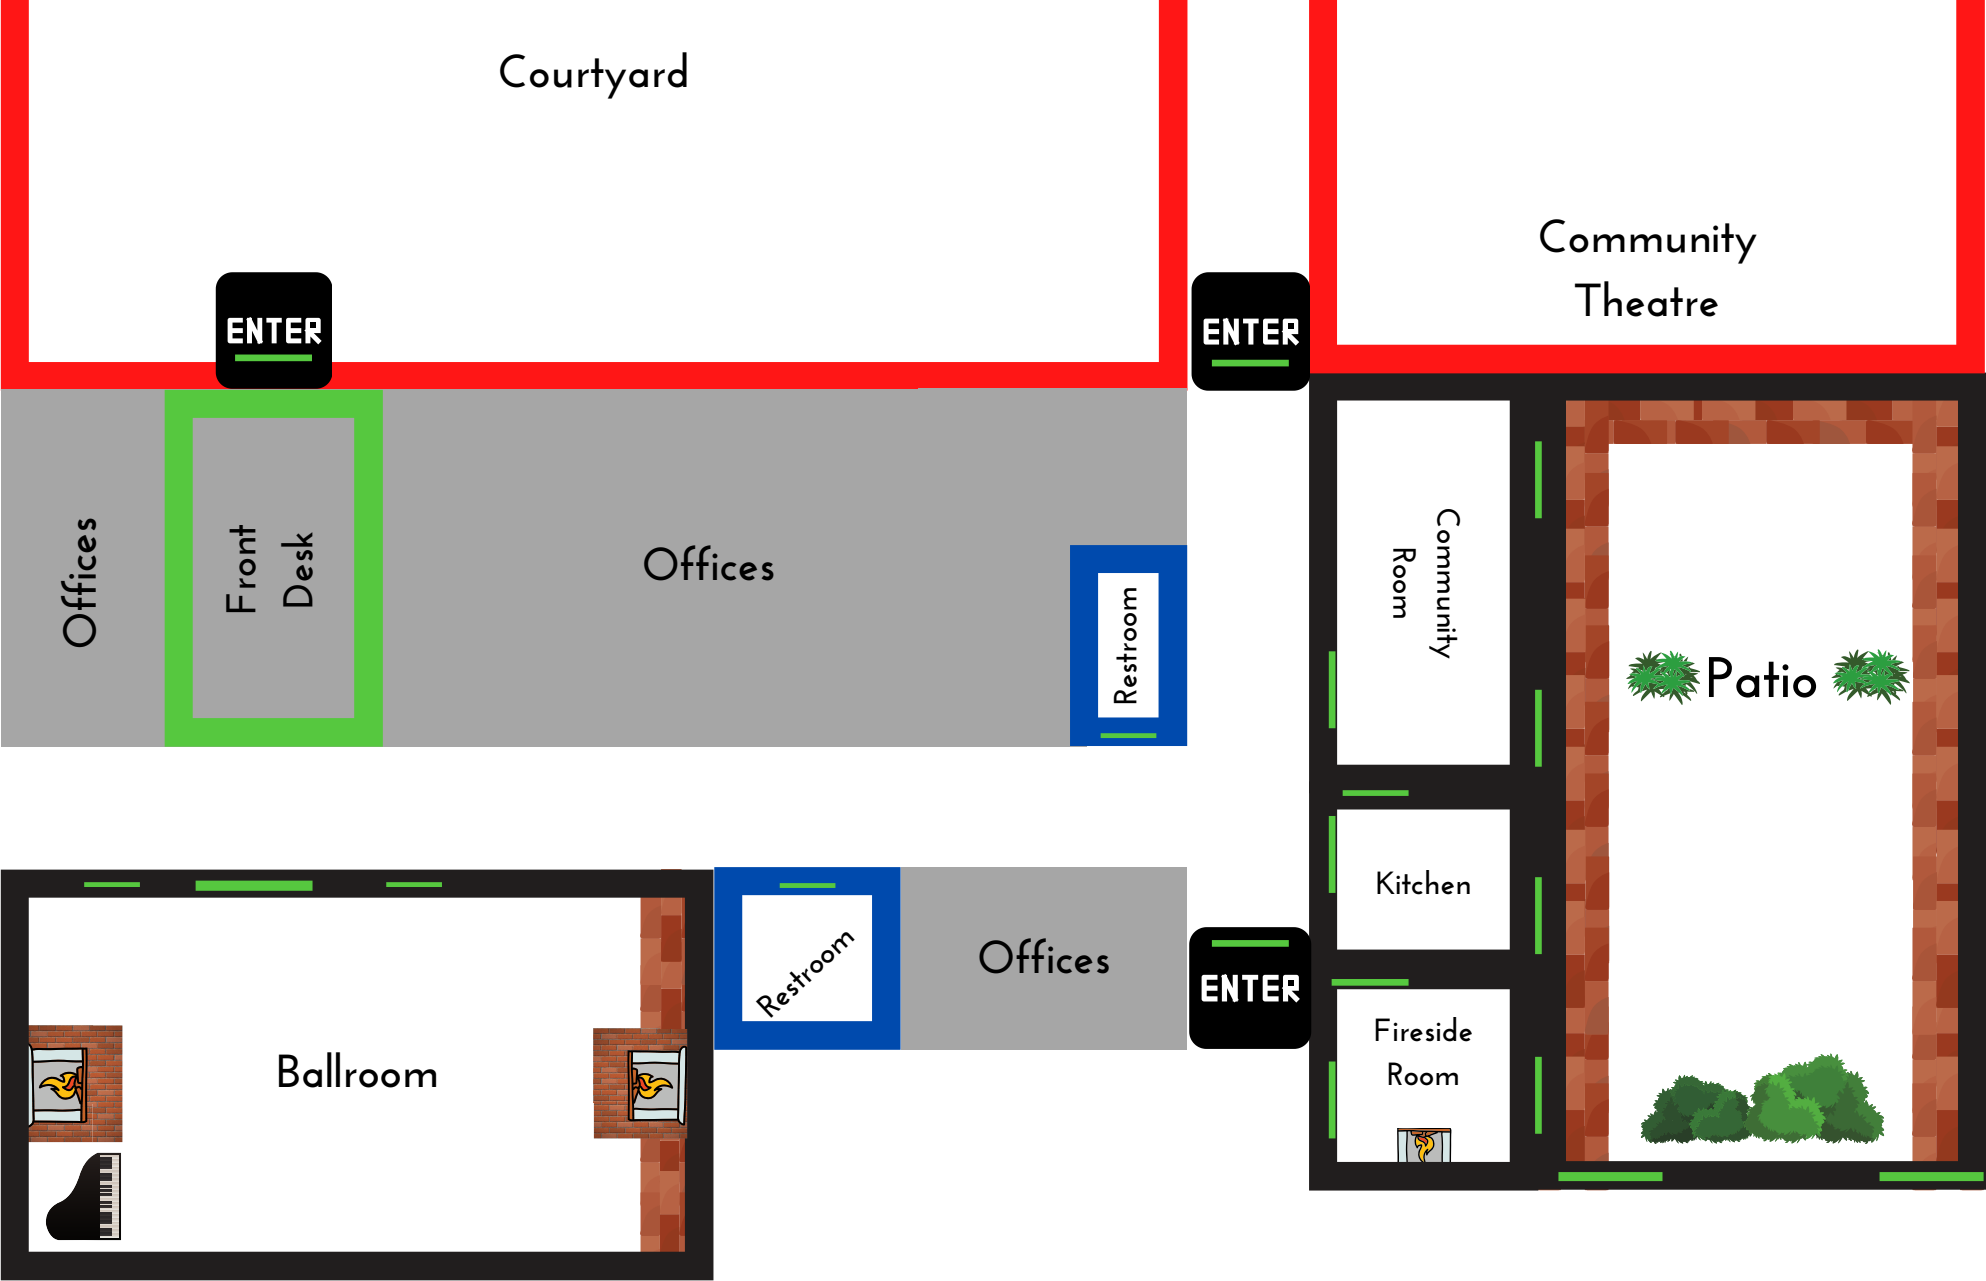 Courtyard
Community
Theatre
ENTER
ENTER
Offices
Front
Desk
Offices
Restroom
Community
Room
Patio
Kitchen
Restroom
Offices
ENTER
Fireside
Room
Ballroom